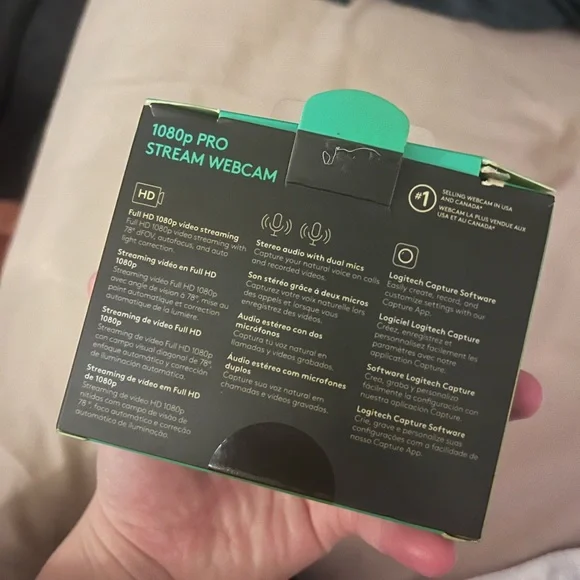 1080p PRO
STREAM WEBCAM
#1
SELLING WEBCAM IN USA
AND CANADA*
WEBCAM LA PLUS VENDUE AUX
USA ET AU CANADA*
HD
Full HD 1080p video streaming
Full HD 1080p video streaming with
78° dFOV, autofocus, and auto
light correction.
Streaming vidéo en Full HD
1080p
Streaming vidéo Full HD 1080p
avec angle de vision à 78°, mise au
point automatique et correction
automatique de la lumière.
Streaming de video Full HD
1080p
Streaming de video Full HD 1080p
con campo visual diagonal de 78°,
enfoque automático y corrección
de iluminación automática.
Streaming de vídeo em Full HD
de 1080p
Streaming de vídeo HD 1080p
nítidas com campo de visão de
78 °, foco automático e correção
automática de iluminação.
Stereo audio with dual mics
Capture your natural voice on calls
and recorded videos.
Son stéréo grâce à deux micros
Capturez votre voix naturelle lors
des appels et lorsque vous
enregistrez des vidéos.
Audio estéreo con dos
micrófonos
Captura tu voz natural en
llamadas y videos grabados.
Áudio estéreo com microfones
duplos
Capture sua voz natural em
chamadas e vídeos gravados.
Logitech Capture Software
Easily create, record, and
Customize settings with our
Capture App.
Logiciel Logitech Capture
Créez, enregistrez et
personnalisez facilement les
paramètres avec notre
application Capture.
Software Logitech Capture
Crea, graba y personaliza
fácilmente la configuración con
nuestra aplicación Capture.
Logitech Capture Software
Crie, grave e personalize suas
configurações com a facilidade de
nosso Capture App.